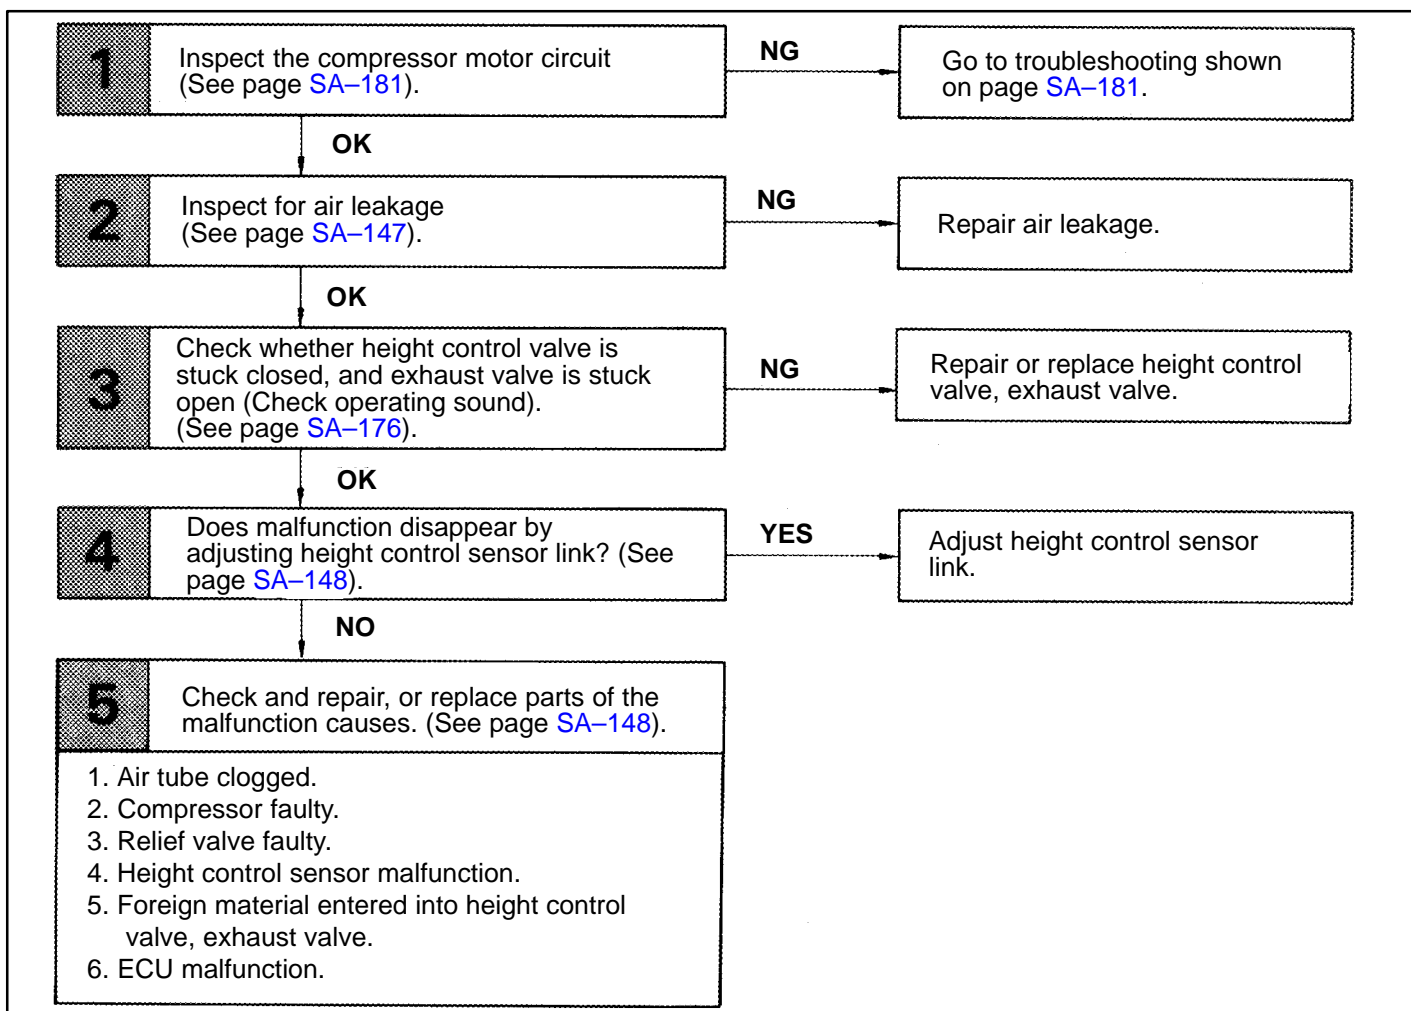 1
Inspect the compressor motor circuit
(See page SA–181).
NG
Go to troubleshooting shown
on page SA–181.
OK
2
Inspect for air leakage
(See page SA–147).
NG
Repair air leakage.
OK
3
Check whether height control valve is
stuck closed, and exhaust valve is stuck
open (Check operating sound).
(See page SA–176).
NG
Repair or replace height control
valve, exhaust valve.
OK
4
Does malfunction disappear by
adjusting height control sensor link? (See
page SA–148).
YES
Adjust height control sensor
link.
NO
5
Check and repair, or replace parts of the
malfunction causes. (See page SA–148).
1. Air tube clogged.
2. Compressor faulty.
3. Relief valve faulty.
4. Height control sensor malfunction.
5. Foreign material entered into height control
valve, exhaust valve.
6. ECU malfunction.